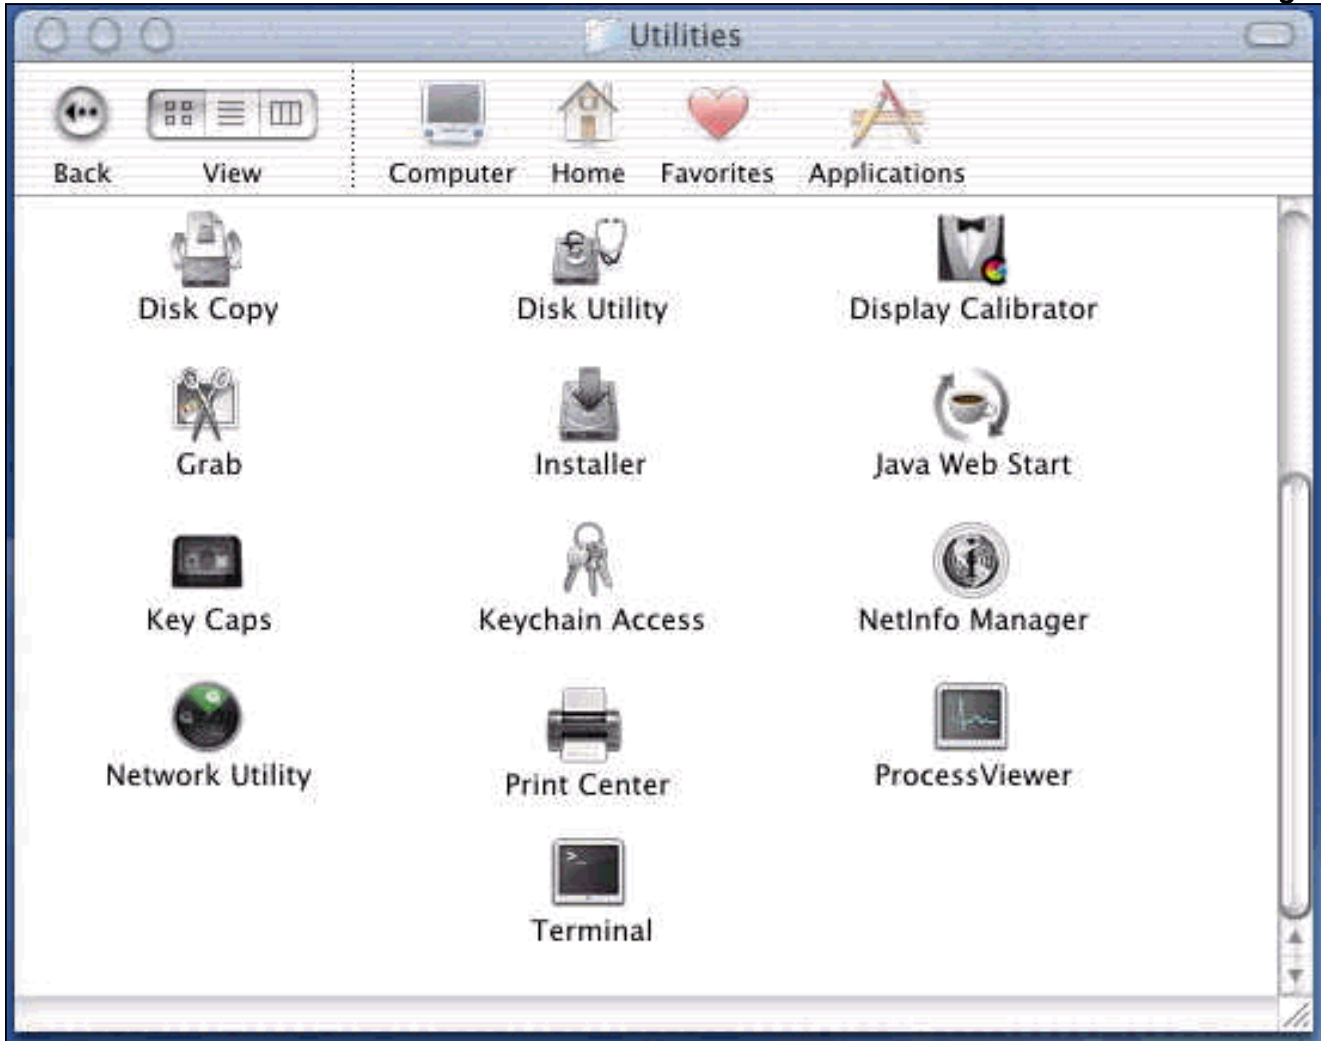 Utilities
Back View Computer Home Favorites Applications
Disk Copy Disk Utility Display Calibrator
Grab Installer Java Web Start
Key Caps Keychain Access NetInfo Manager
Network Utility Print Center ProcessViewer
Terminal